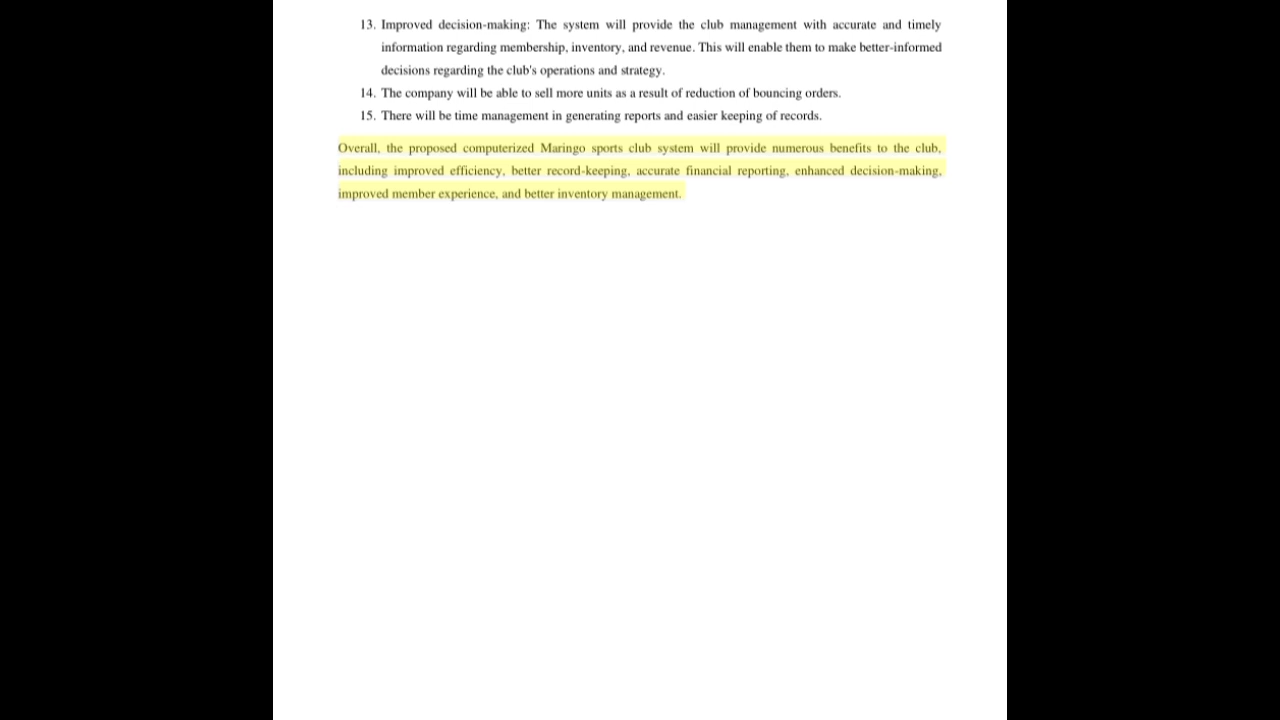 13. Improved decision-making: The system will provide the club management with accurate and timely
information regarding membership, inventory, and revenue. This will enable them to make better-informed
decisions regarding the club's operations and strategy.
14. The company will be able to sell more units as a result of reduction of bouncing orders.
15. There will be time management in generating reports and easier keeping of records.
Overall, the proposed computerized Maringo sports club system will provide numerous benefits to the club,
including improved efficiency, better record-keeping, accurate financial reporting, enhanced decision-making,
improved member experience, and better inventory management.